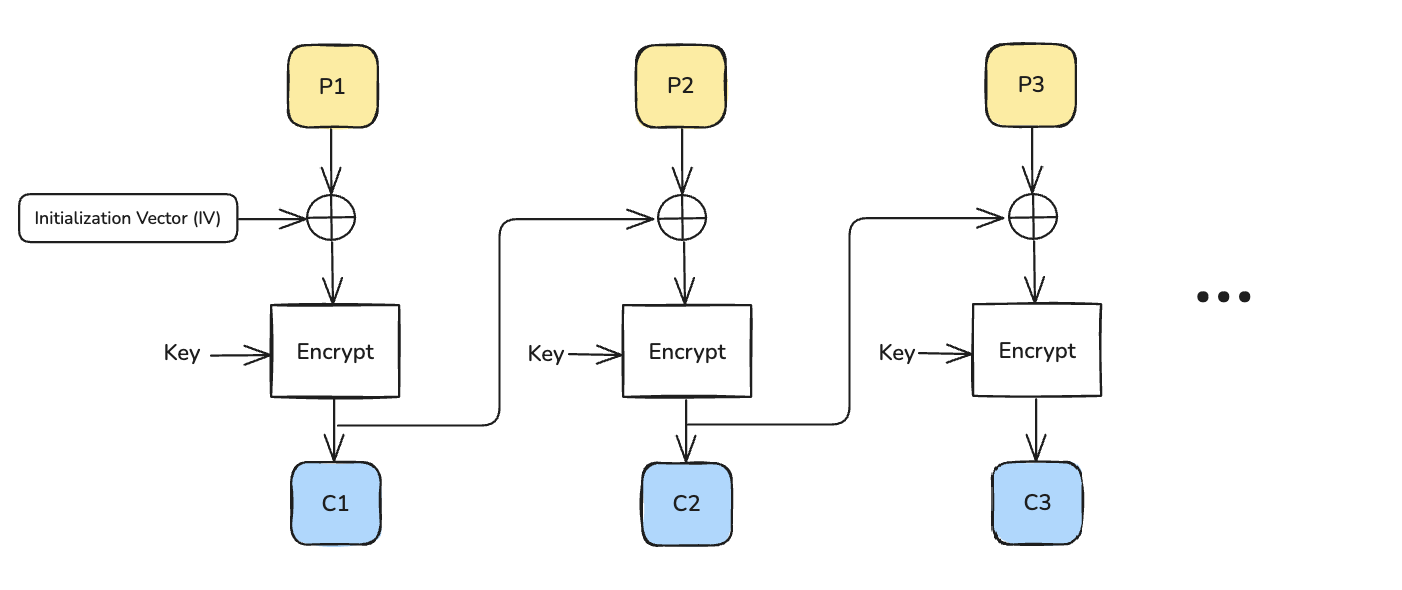 P1
P2
P3
Initialization Vector (IV)
Key
Encrypt
Key
Encrypt
Key
Encrypt
C1
C2
C3